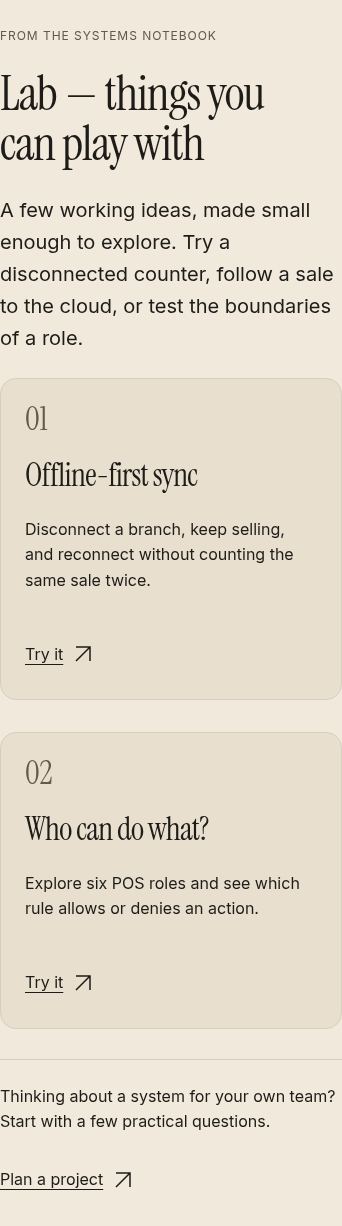 FROM THE SYSTEMS NOTEBOOK
Lab — things you
can play with
A few working ideas, made small
enough to explore. Try a
disconnected counter, follow a sale
to the cloud, or test the boundaries
of a role.
01
Offline-first sync
Disconnect a branch, keep selling,
and reconnect without counting the
same sale twice.
Try it
02
Who can do what?
Explore six POS roles and see which
rule allows or denies an action.
Try it
Thinking about a system for your own team?
Start with a few practical questions.
Plan a project